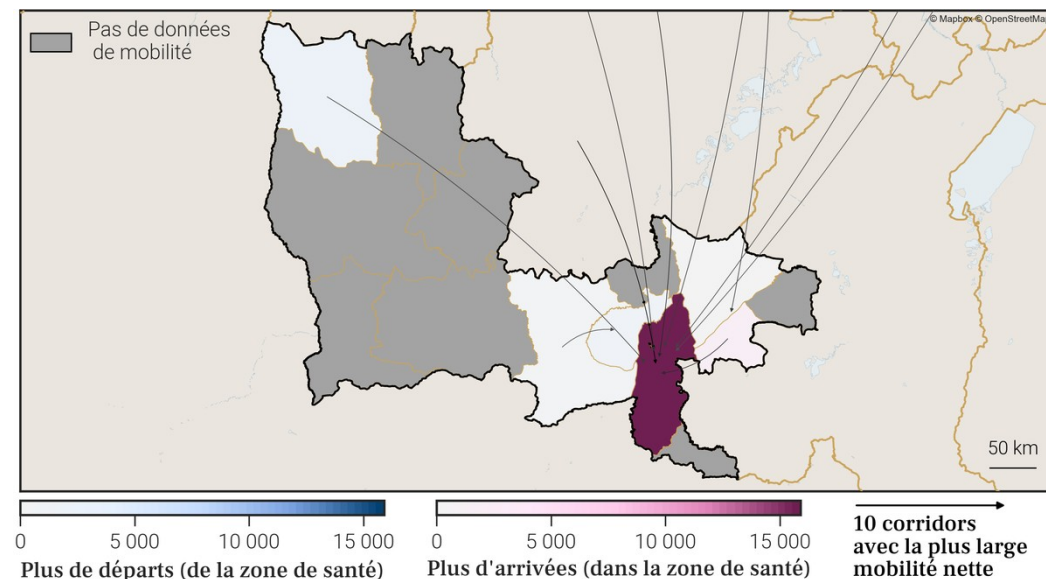 © Mapbox © OpenStreetMap
Pas de données
de mobilité
50 km
0 5 000 10 000 15 000
Plus de départs (de la zone de santé)
0 5 000 10 000 15 000
Plus d'arrivées (dans la zone de santé)
10 corridors
avec la plus large
mobilité nette